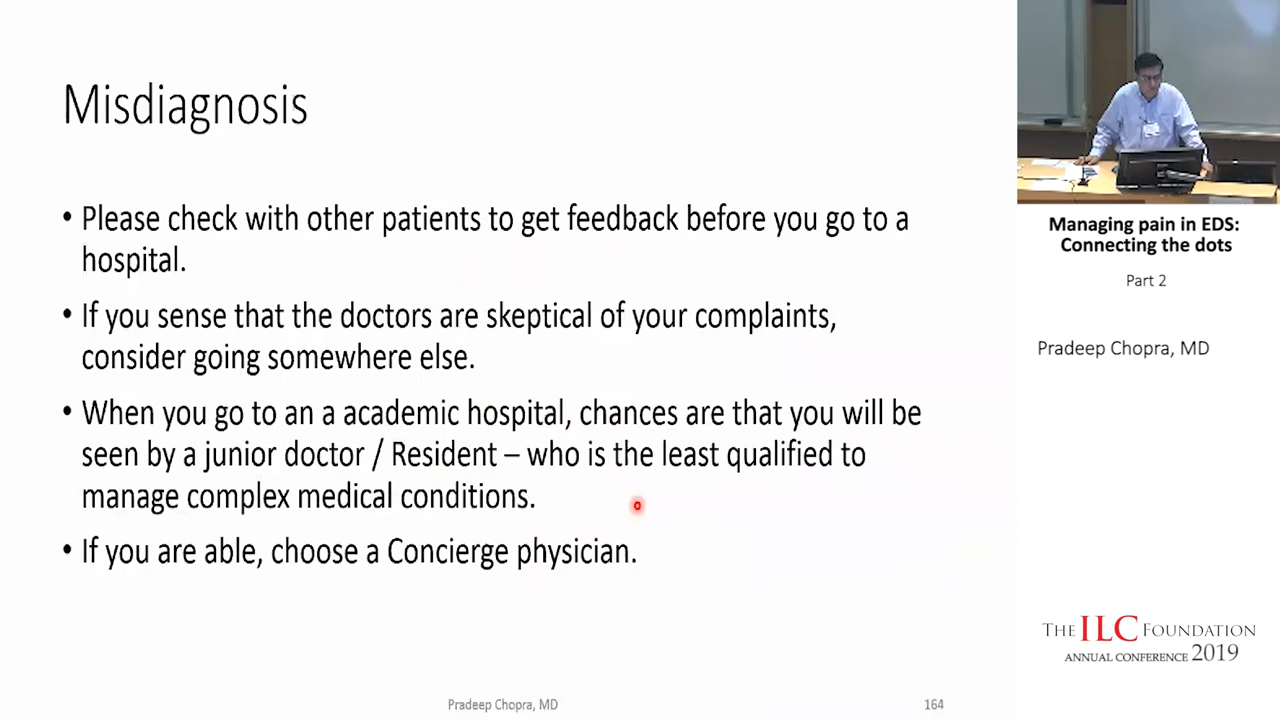 Misdiagnosis
• Please check with other patients to get feedback before you go to a
hospital.
• If you sense that the doctors are skeptical of your complaints,
consider going somewhere else.
• When you go to an a academic hospital, chances are that you will be
seen by a junior doctor / Resident – who is the least qualified to
manage complex medical conditions.
• If you are able, choose a Concierge physician.
Pradeep Chopra, MD
164
Managing pain in EDS:
Connecting the dots
Part 2
Pradeep Chopra, MD
THE ILC FOUNDATION
ANNUAL CONFERENCE 2019